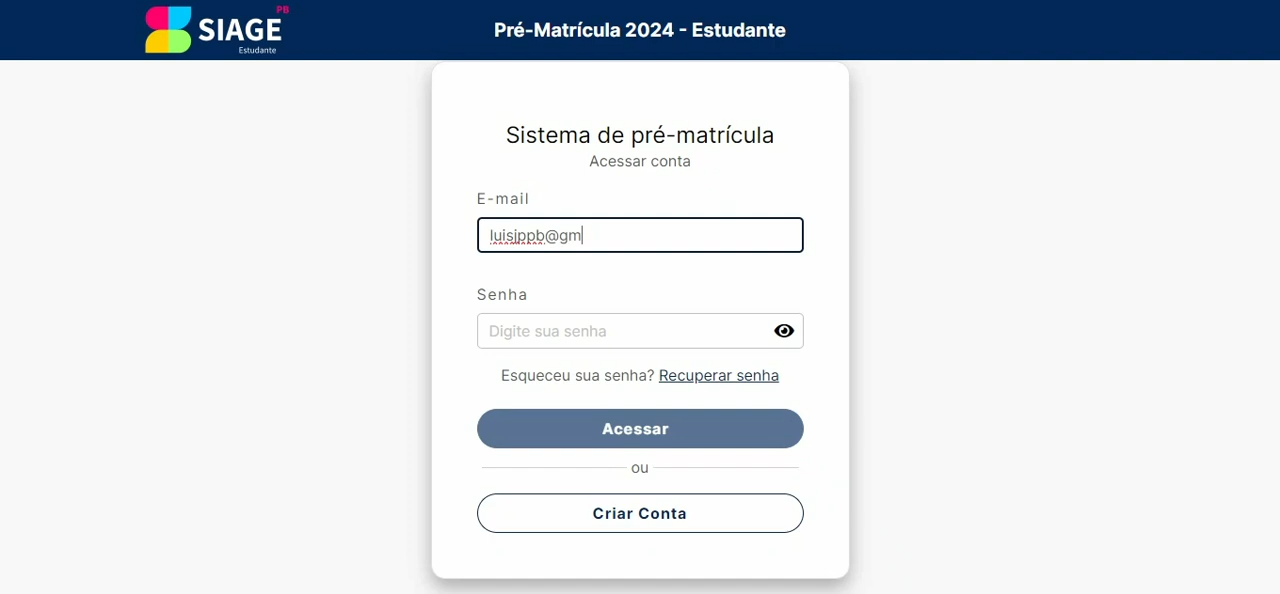 PB
SIAGE
Estudante
Pré-Matrícula 2024 - Estudante
Sistema de pré-matrícula
Acessar conta
E-mail
luisjppb@gm
Senha
Digite sua senha
Esqueceu sua senha? Recuperar senha
Acessar
ou
Criar Conta